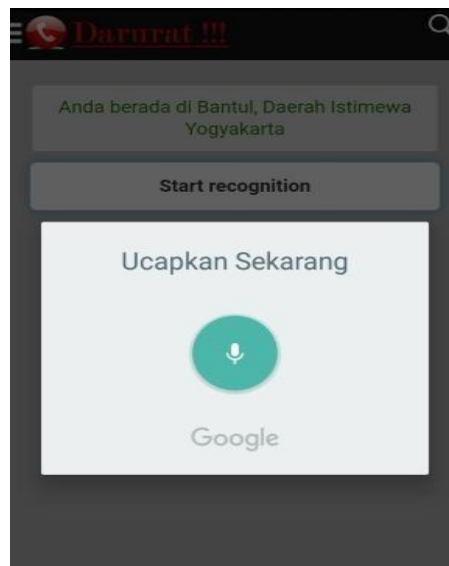 Darurat !!!
Anda berada di Bantul, Daerah Istimewa
Yogyakarta
Start recognition
Ucapkan Sekarang
Google